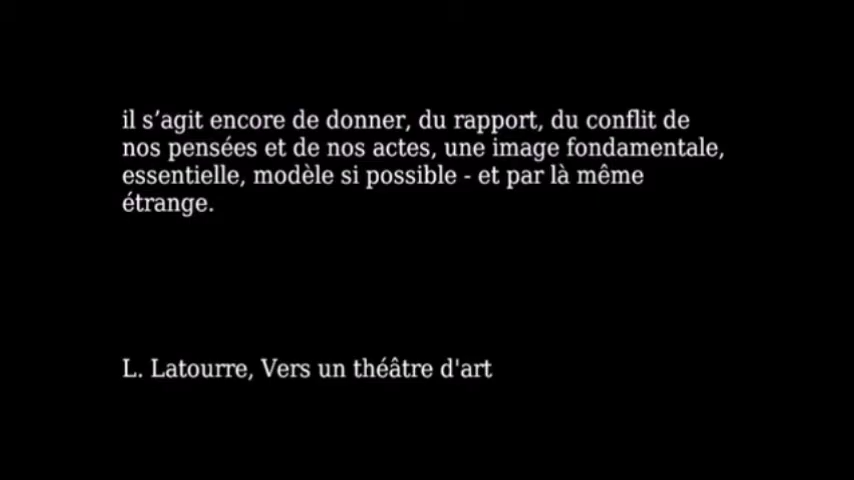 il s’agit encore de donner, du rapport, du conflit de
nos pensées et de nos actes, une image fondamentale,
essentielle, modèle si possible - et par là même
étrange.
L. Latourre, Vers un théâtre d'art